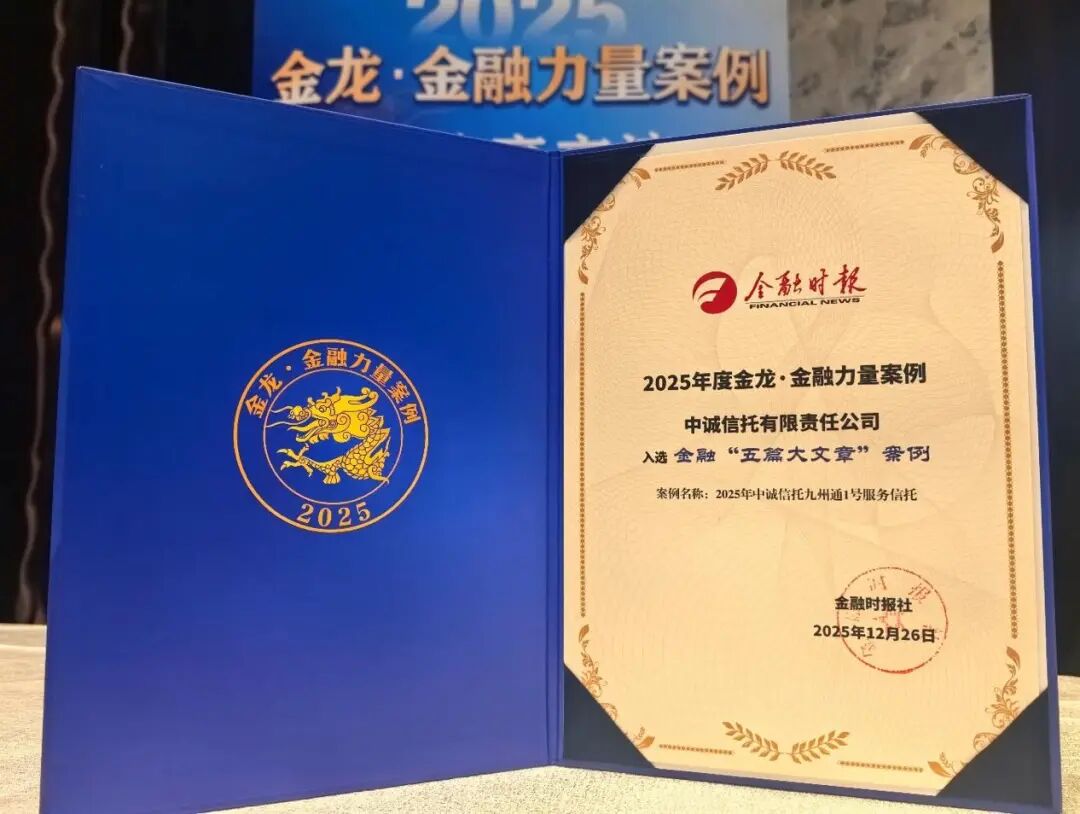 2025
金龙·金融力量案例
金龙·金融力量案例
2025
金融时报
FINANCIAL NEWS
2025年度金龙·金融力量案例
中诚信托有限责任公司
入选 金融“五篇大文章”案例
案例名称：2025年中诚信托九州通1号服务信托
金融时报社
2025年12月26日